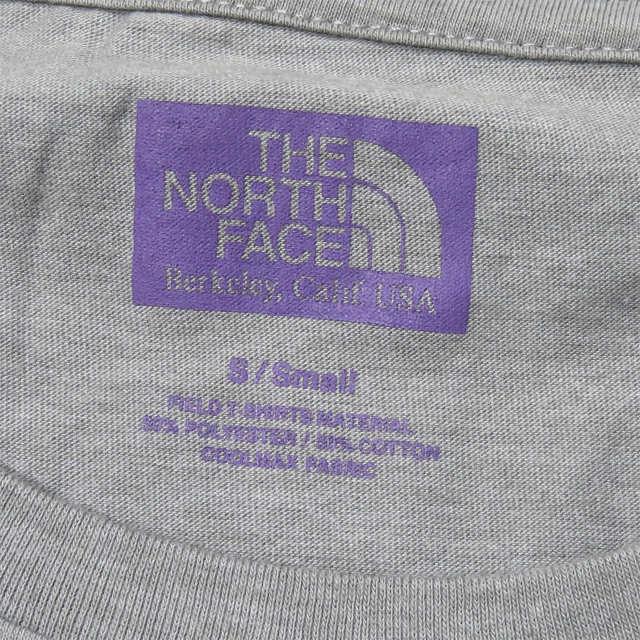 THE
NORTH
FACE
Berkeley, Calif. USA
S/Small
FIELD T-SHIRTS MATERIAL
POLYESTER / COTTON
COOLMAX FABRIC